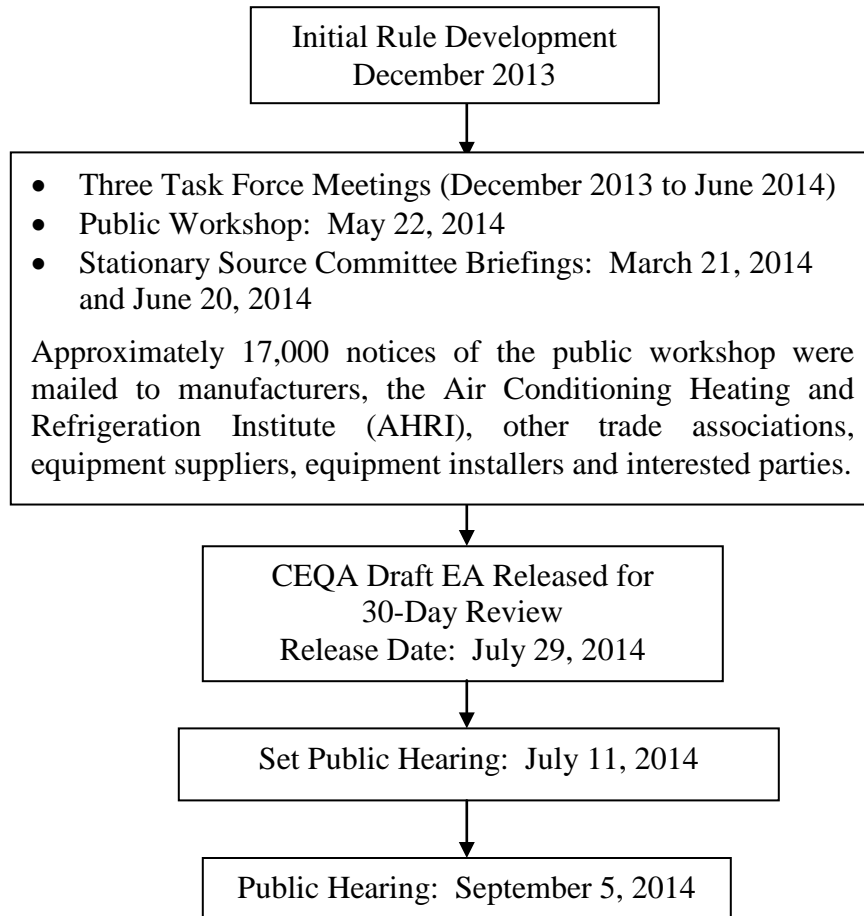 Initial Rule Development
December 2013
• Three Task Force Meetings (December 2013 to June 2014)
• Public Workshop: May 22, 2014
• Stationary Source Committee Briefings: March 21, 2014
and June 20, 2014
Approximately 17,000 notices of the public workshop were
mailed to manufacturers, the Air Conditioning Heating and
Refrigeration Institute (AHRI), other trade associations,
equipment suppliers, equipment installers and interested parties.
CEQA Draft EA Released for
30-Day Review
Release Date: July 29, 2014
Set Public Hearing: July 11, 2014
Public Hearing: September 5, 2014